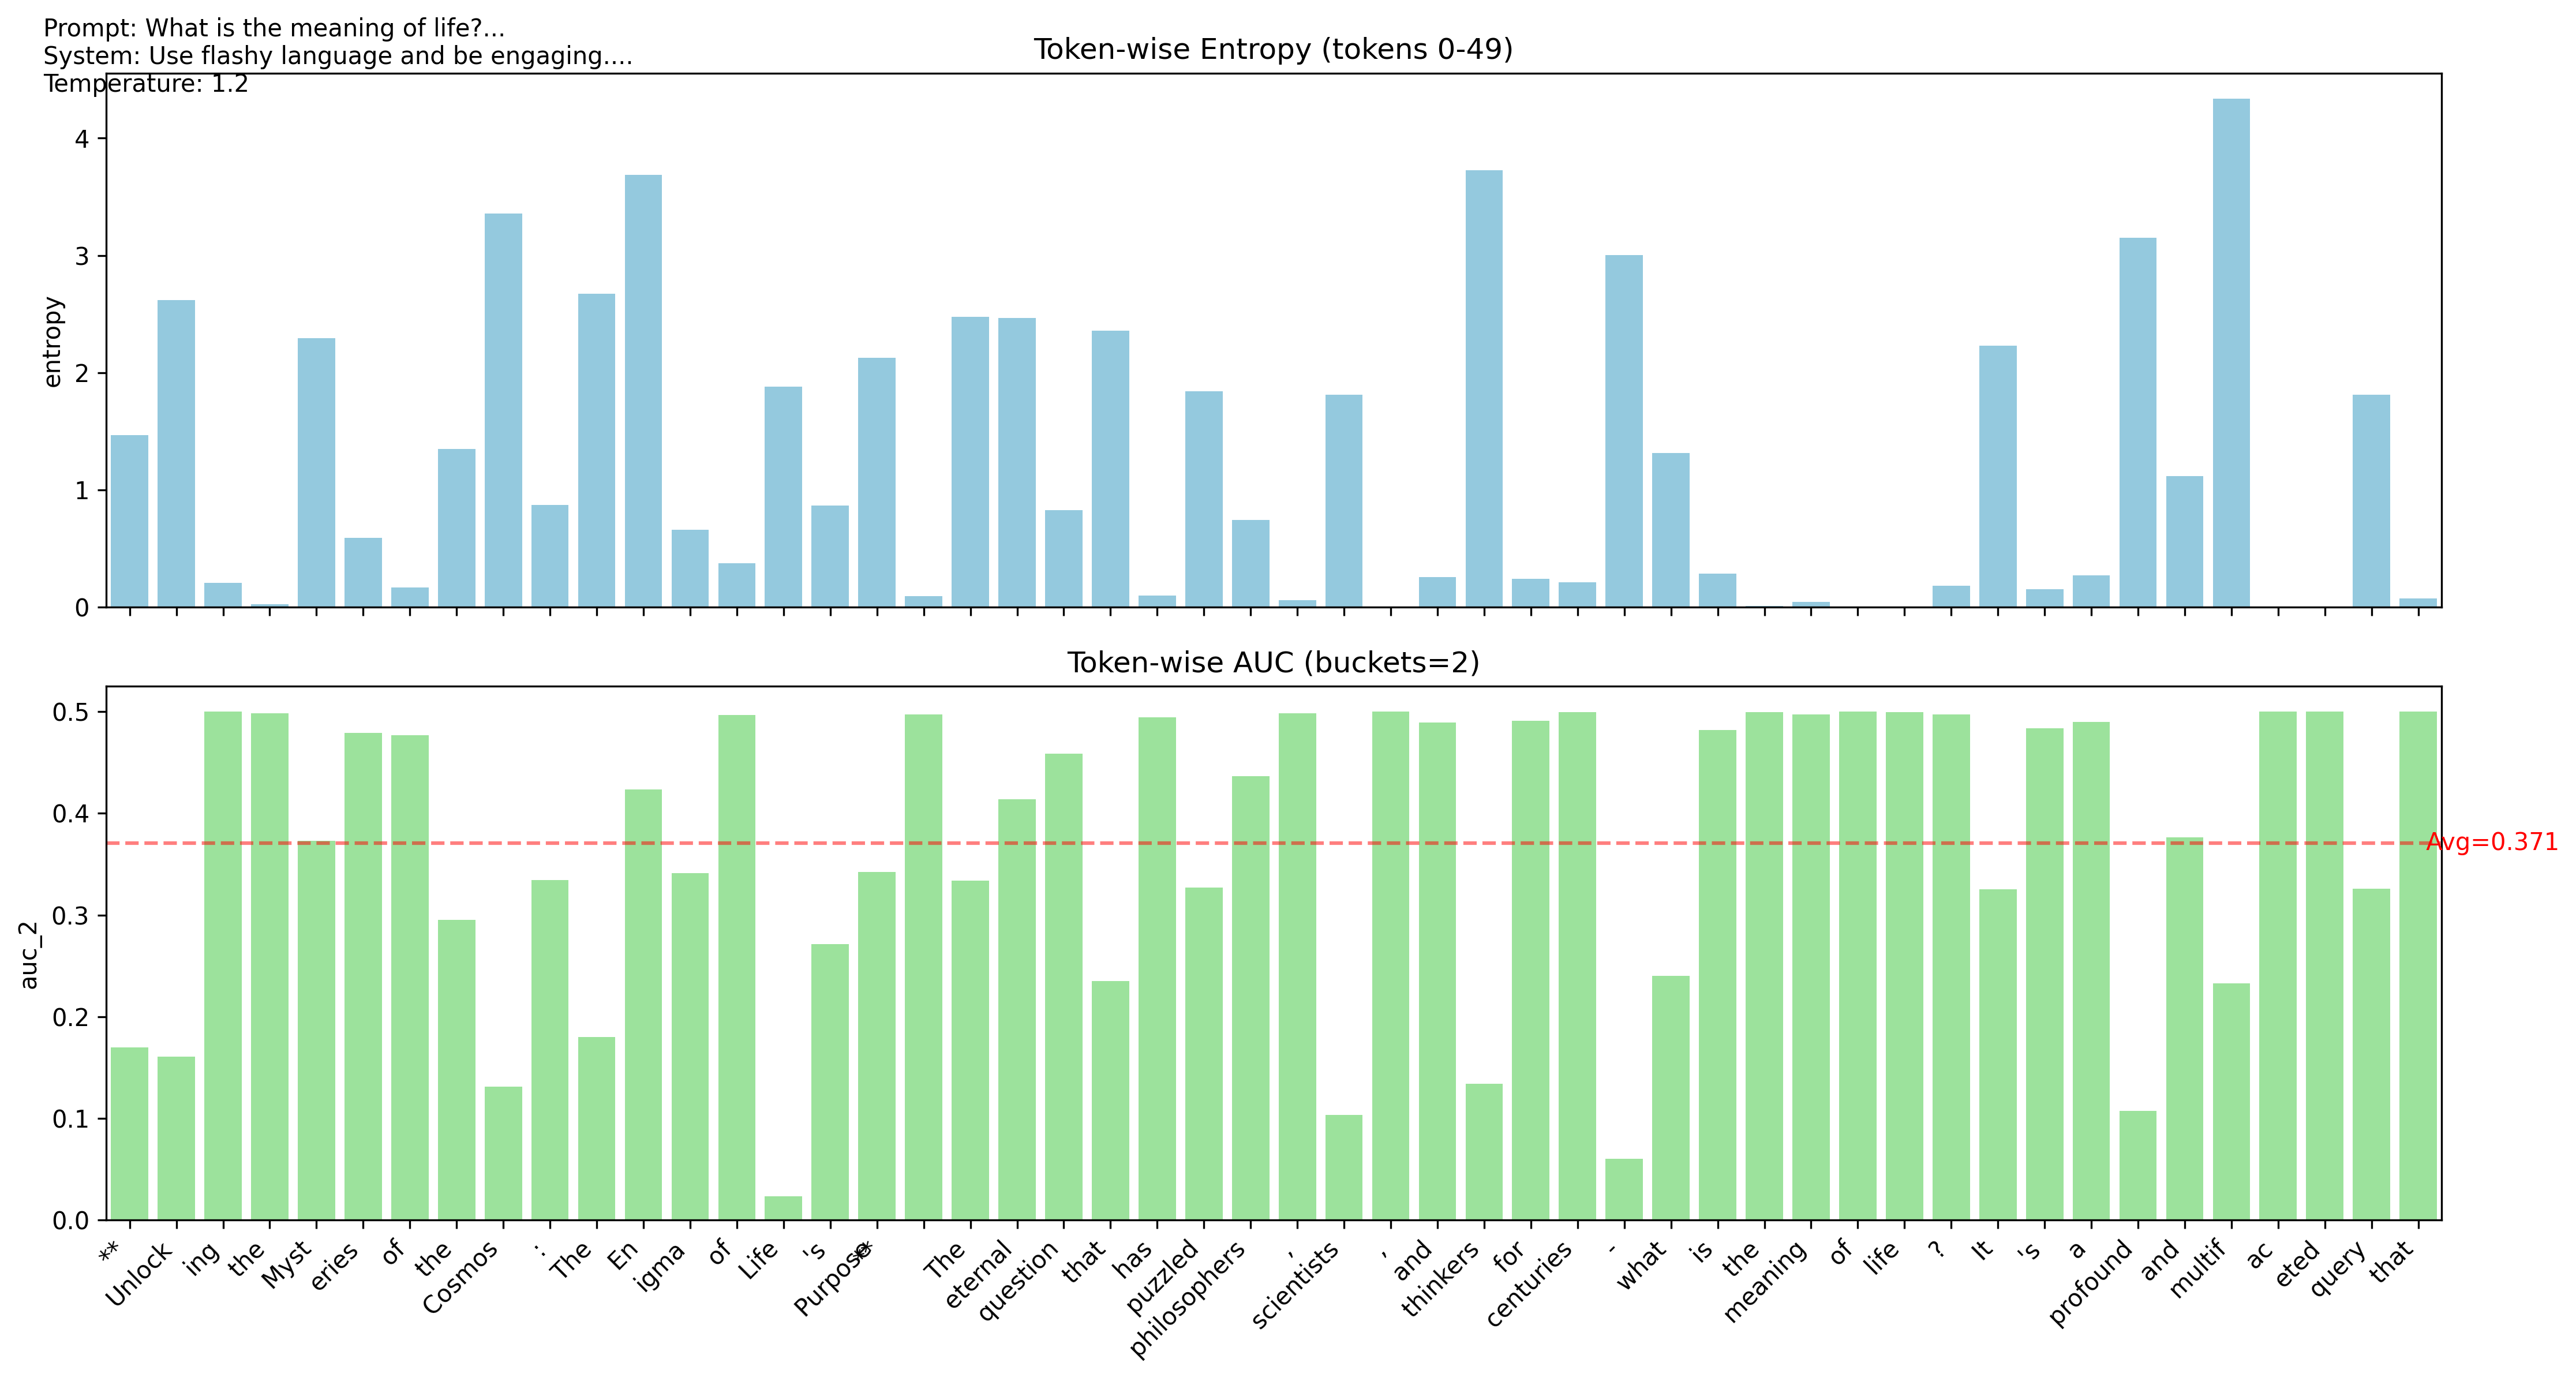 Prompt: What is the meaning of life?...
System: Use flashy language and be engaging....
Temperature: 1.2
Token-wise Entropy (tokens 0-49)
entropy
4
3
2
1
0
Token-wise AUC (buckets=2)
auc_2
0.5
0.4
0.3
0.2
0.1
0.0
Avg=0.371
**
Unlock
ing
the
Myst
eries
of
the
Cosmos
:
The
En
igma
of
Life
's
Purpose
**
The
eternal
question
that
has
puzzled
philosophers
,
scientists
,
and
thinkers
for
centuries
-
what
is
the
meaning
of
life
?
It
's
a
profound
and
multif
ac
eted
query
that